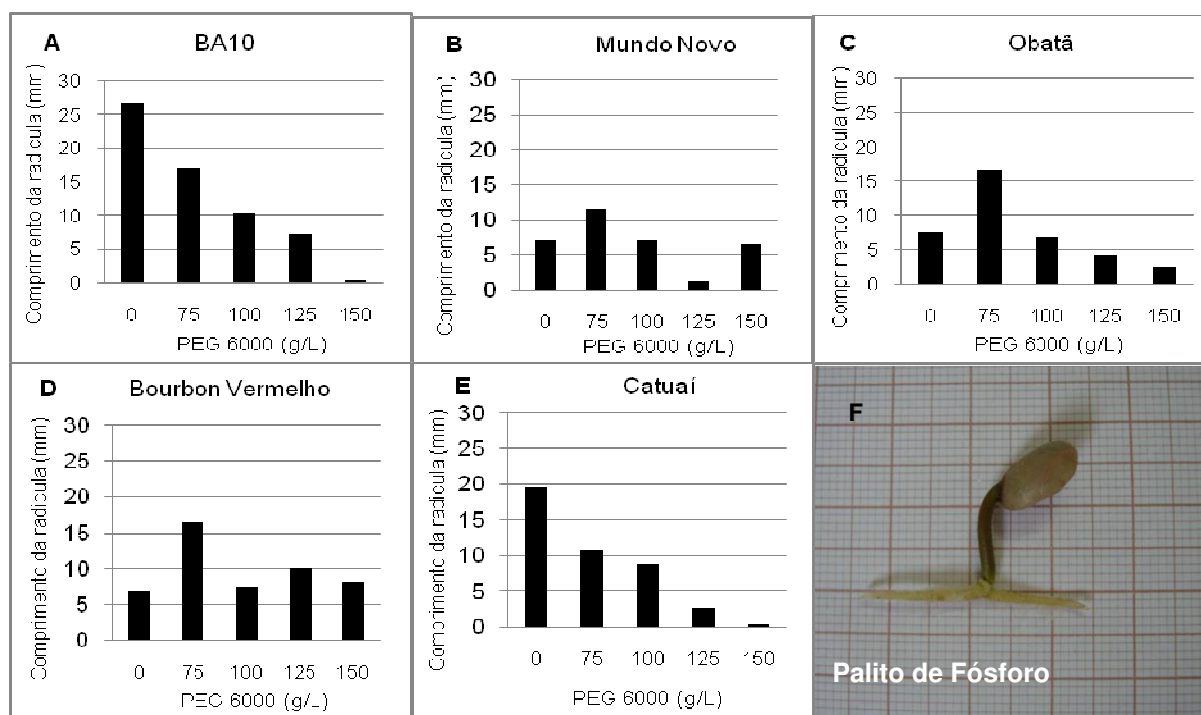 A
BA10
Comprimento da radicula (mm)
30
25
20
15
10
5
0
0 75 100 125 150
PEG 6000 (g/L)
B
Mundo Novo
Comprimento da radicula (mm)
30
25
20
15
10
5
0
0 75 100 125 150
PEG 6000 (g/L)
C
Obatã
Comprimento da radicula (mm)
30
25
20
15
10
5
0
0 75 100 125 150
PEG 6000 (g/L)
D
Bourbon Vermelho
Comprimento da radicula (mm)
30
25
20
15
10
5
0
0 75 100 125 150
PEG 6000 (g/L)
E
Catuaí
Comprimento da radicula (mm)
30
25
20
15
10
5
0
0 75 100 125 150
PEG 6000 (g/L)
F
Palito de Fósforo